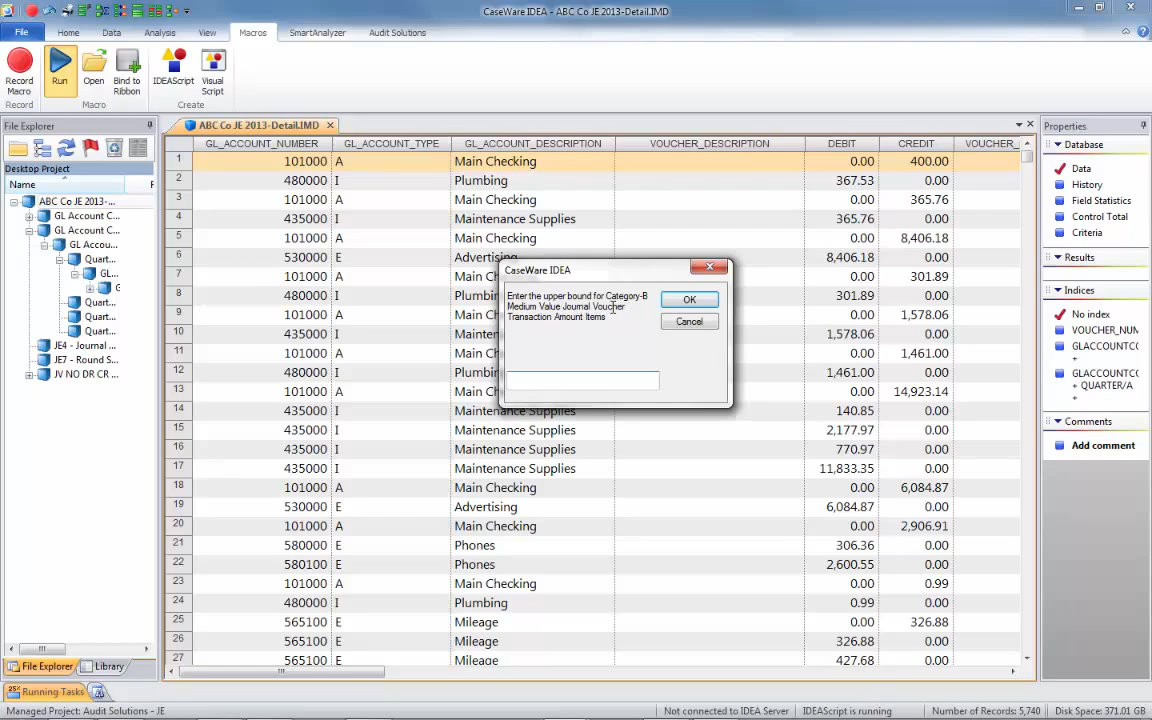 CaseWare IDEA - ABC Co JE 2013-Detail.IMD
File Home Data Analysis View Macros SmartAnalyzer Audit Solutions
Record Macro Run Open Bind to Ribbon IDEAScript Visual Script
Record Macro Create
File Explorer
Desktop Project
Name F
ABC Co JE 2013-...
GL Account C...
GL Account C...
GL Accou...
Quart...
GL...
G
Quart...
Quart...
Quart...
JE4 - Journal ...
JE7 - Round S...
JV NO DR CR ...
File Explorer Library
25X Running Tasks
ABC Co JE 2013-Detail.IMD
GL_ACCOUNT_NUMBER GL_ACCOUNT_TYPE GL_ACCOUNT_DESCRIPTION VOUCHER_DESCRIPTION DEBIT CREDIT VOUCHER_
1 101000 A Main Checking 0.00 400.00
2 480000 I Plumbing 367.53 0.00
3 101000 A Main Checking 0.00 365.76
4 435000 I Maintenance Supplies 365.76 0.00
5 101000 A Main Checking 0.00 8,406.18
6 530000 E Advertising 8,406.18 0.00
7 101000 A Main Ch 0.00 301.89
8 480000 I Plumbin 301.89 0.00
9 101000 A Main Ch 0.00 1,578.06
10 435000 I Mainten 1,578.06 0.00
11 101000 A Main Ch 0.00 1,461.00
12 480000 I Plumbin 1,461.00 0.00
13 101000 A Main Ch 0.00 14,923.14
14 435000 I Maintenance Supplies 140.85 0.00
15 435000 I Maintenance Supplies 2,177.97 0.00
16 435000 I Maintenance Supplies 770.97 0.00
17 435000 I Maintenance Supplies 11,833.35 0.00
18 101000 A Main Checking 0.00 6,084.87
19 530000 E Advertising 6,084.87 0.00
20 101000 A Main Checking 0.00 2,906.91
21 580000 E Phones 306.36 0.00
22 580100 E Phones 2,600.55 0.00
23 101000 A Main Checking 0.00 0.99
24 480000 I Plumbing 0.99 0.00
25 565100 E Mileage 0.00 326.88
26 565100 E Mileage 326.88 0.00
27 565100 E Mileage 427.68 0.00
CaseWare IDEA
Enter the upper bound for Category-B
Medium Value Journal Voucher
Transaction Amount Items
OK
Cancel
Properties
Database
Data
History
Field Statistics
Control Total
Criteria
Results
Indices
No index
VOUCHER_NUM
GLACCOUNTCO
+
GLACCOUNTCO
+ QUARTER/A
+
Comments
Add comment
Managed Project: Audit Solutions - JE Not connected to IDEA Server IDEAScript is running Number of Records: 5,740 Disk Space: 371.01 GB